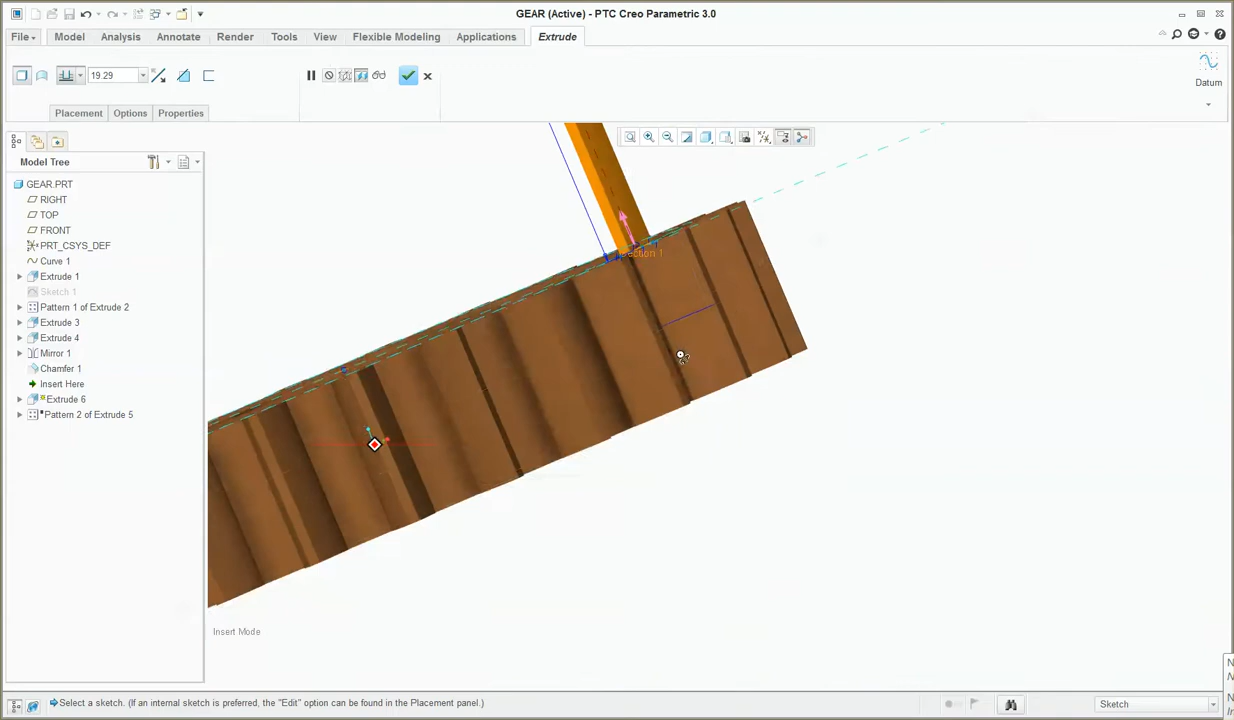 GEAR (Active) - PTC Creo Parametric 3.0
File Model Analysis Annotate Render Tools View Flexible Modeling Applications Extrude
19.29
Datum
Placement Options Properties
Model Tree
GEAR.PRT
RIGHT
TOP
FRONT
PRT_CSYS_DEF
Curve 1
Extrude 1
Sketch 1
Pattern 1 of Extrude 2
Extrude 3
Extrude 4
Mirror 1
Chamfer 1
Insert Here
Extrude 6
Pattern 2 of Extrude 5
Insert Mode
Select a sketch. (If an internal sketch is preferred, the "Edit" option can be found in the Placement panel.)
Sketch